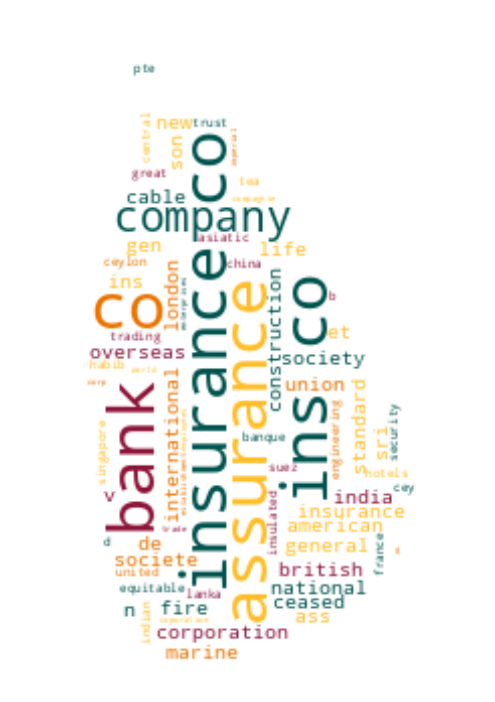 pte
central
new
trust
son
co
great
tea
cable
company
asiatic
gen
life
ceylon
china
ins
london
co
insurance
assurance
construction
ins co
b
et
trading
overseas
society
habib
world
corp
union
bank
international
standard
engineering
sri
security
singapore
banque
suez
hotels
cey
v
india
insurance
insulated
american
trade
d
de
general
france
societe
united
british
equitable
lanka
national
n
fire
ceased
ass
indian
corporation
corporation
marine